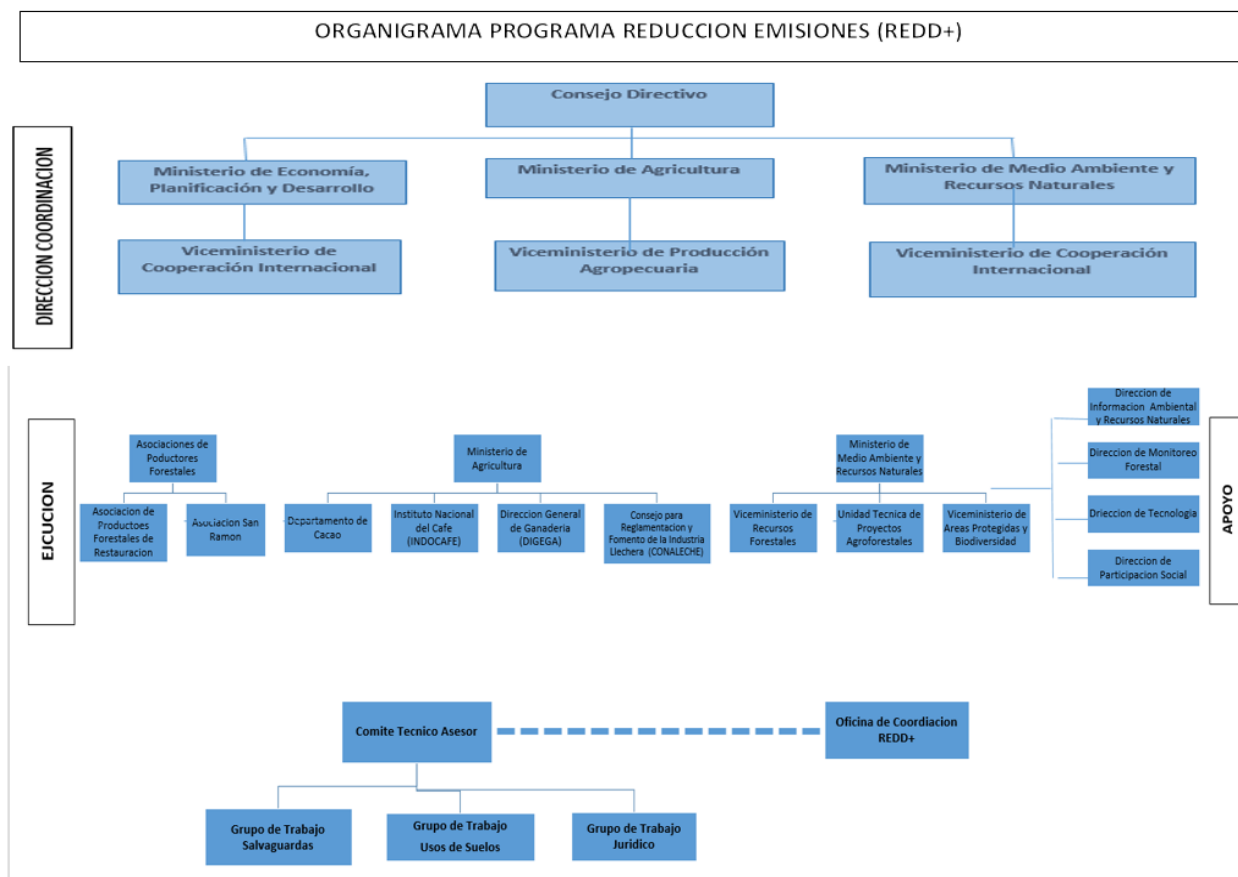 ORGANIGRAMA PROGRAMA REDUCCION EMISIONES (REDD+)
DIRECCION COORDINACION
Consejo Directivo
Ministerio de Economía,
Planificación y Desarrollo
Ministerio de Agricultura
Ministerio de Medio Ambiente y
Recursos Naturales
Viceministerio de
Cooperación Internacional
Viceministerio de Producción
Agropecuaria
Viceministerio de Cooperación
Internacional
EJCUCION
Asociaciones de
Poductores
Forestales
Ministerio de
Agricultura
Ministerio de
Medio Ambiente y
Recursos Naturales
Asociacion de
Productoes
Forestales de
Restauracion
Asociacion San
Ramon
Departamento de
Cacao
Instituto Nacional
del Cafe
(INDOCAFE)
Direccion General
de Ganaderia
(DIGEGA)
Consejo para
Reglamentacion y
Fomento de la Industria
Llechera (CONALECHE)
Viceministerio de
Recursos
Forestales
Unidad Tecnica de
Proyectos
Agroforestales
Viceministerio de
Areas Protegidas y
Biodiversidad
APOYO
Direccion de
Informacion Ambiental
y Recursos Naturales
Direccion de Monitoreo
Forestal
Drieccion de Tecnologia
Direccion de
Participacion Social
Comite Tecnico Asesor
Oficina de Coordiacion
REDD+
Grupo de Trabajo
Salvaguardas
Grupo de Trabajo
Usos de Suelos
Grupo de Trabajo
Juridico